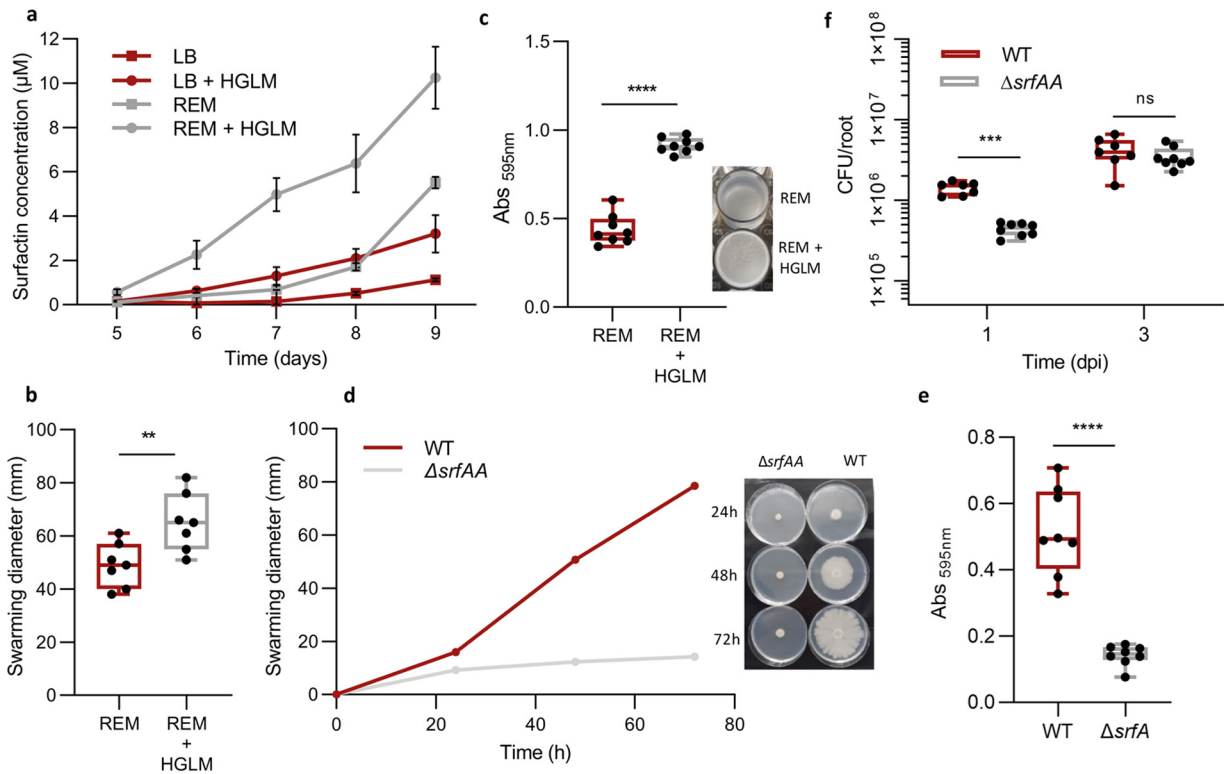 a
Surfactin concentration (µM)
12
10
8
6
4
2
0
LB
LB + HGLM
REM
REM + HGLM
5
6
7
8
9
Time (days)
c
Abs 595nm
1.5
1.0
0.5
0.0
****
REM
REM
+
HGLM
REM
REM +
HGLM
f
CFU/root
1×10⁸
1×10⁷
1×10⁶
1×10⁵
WT
ΔsrfAA
***
ns
1
3
Time (dpi)
b
Swarming diameter (mm)
100
80
60
40
20
0
**
REM
REM
+
HGLM
d
Swarming diameter (mm)
100
80
60
40
20
0
WT
ΔsrfAA
0
20
40
60
80
Time (h)
ΔsrfAA
WT
24h
48h
72h
e
Abs 595nm
0.8
0.6
0.4
0.2
0.0
****
WT
ΔsrfA